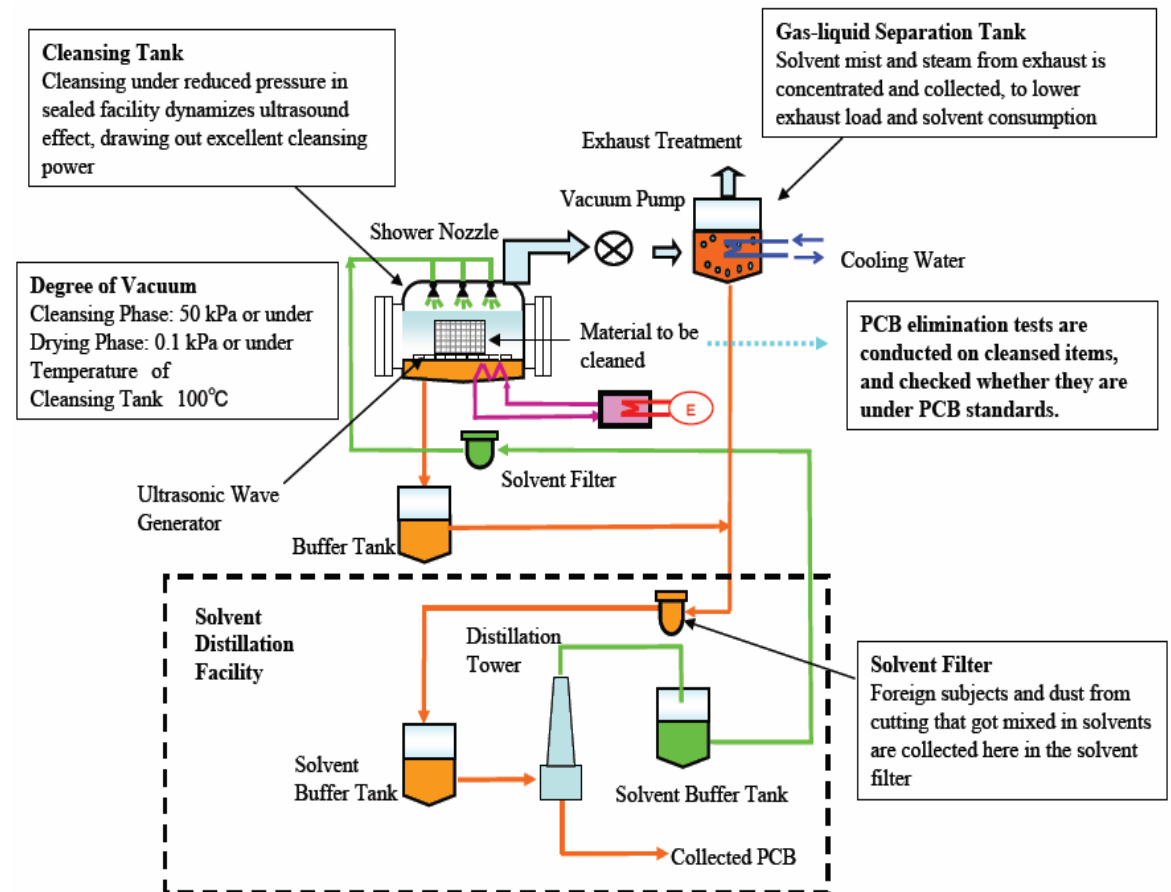 Cleansing Tank
Cleansing under reduced pressure in
sealed facility dynamizes ultrasound
effect, drawing out excellent cleansing
power
Gas-liquid Separation Tank
Solvent mist and steam from exhaust is
concentrated and collected, to lower
exhaust load and solvent consumption
Exhaust Treatment
Vacuum Pump
Shower Nozzle
Cooling Water
Degree of Vacuum
Cleansing Phase: 50 kPa or under
Drying Phase: 0.1 kPa or under
Temperature of
Cleansing Tank 100℃
Material to be
cleaned
PCB elimination tests are
conducted on cleansed items,
and checked whether they are
under PCB standards.
E
Solvent Filter
Ultrasonic Wave
Generator
Buffer Tank
Solvent
Distillation
Facility
Distillation
Tower
Solvent Filter
Foreign subjects and dust from
cutting that got mixed in solvents
are collected here in the solvent
filter
Solvent
Buffer Tank
Solvent Buffer Tank
Collected PCB